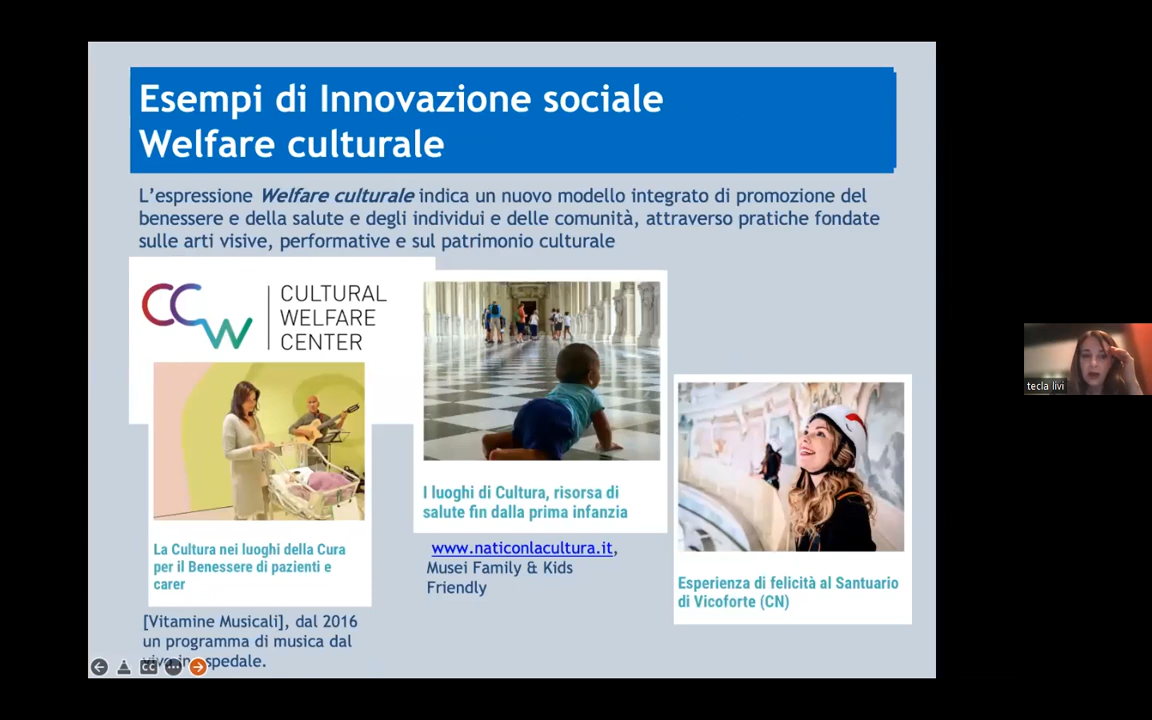 Esempi di Innovazione sociale
Welfare culturale
L'espressione Welfare culturale indica un nuovo modello integrato di promozione del
benessere e della salute e degli individui e delle comunità, attraverso pratiche fondate
sulle arti visive, performative e sul patrimonio culturale
CCW
CULTURAL
WELFARE
CENTER
La Cultura nei luoghi della Cura
per il Benessere di pazienti e
carer
[Vitamine Musicali], dal 2016
un programma di musica dal
I luoghi di Cultura, risorsa di
salute fin dalla prima infanzia
www.naticonlacultura.it,
Musei Family & Kids
Friendly
Esperienza di felicità al Santuario
di Vicoforte (CN)
CC
tecla livi